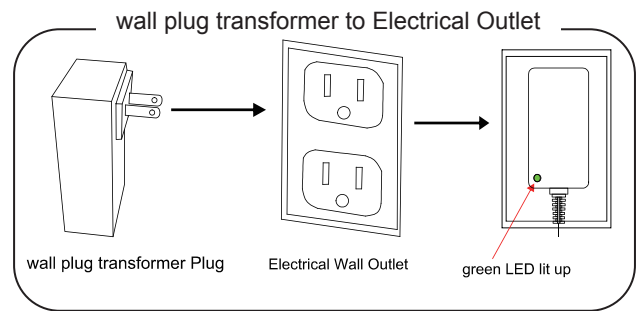 wall plug transformer to Electrical Outlet
wall plug transformer Plug
Electrical Wall Outlet
green LED lit up